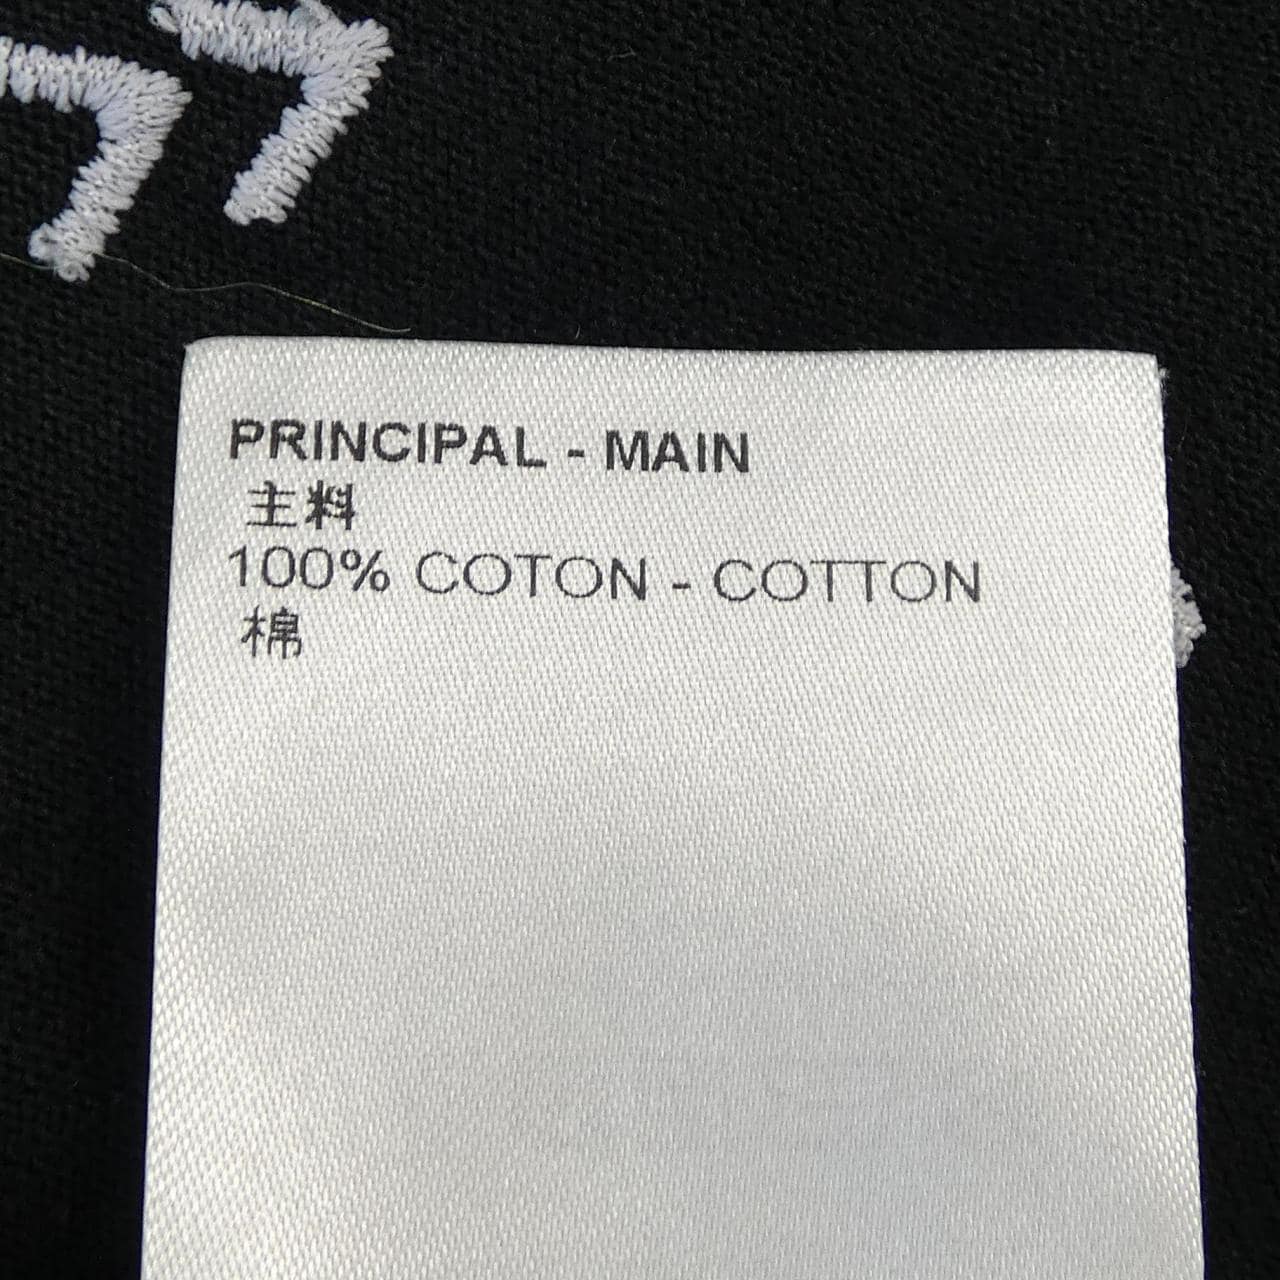 PRINCIPAL - MAIN
主料
100% COTON - COTTON
棉